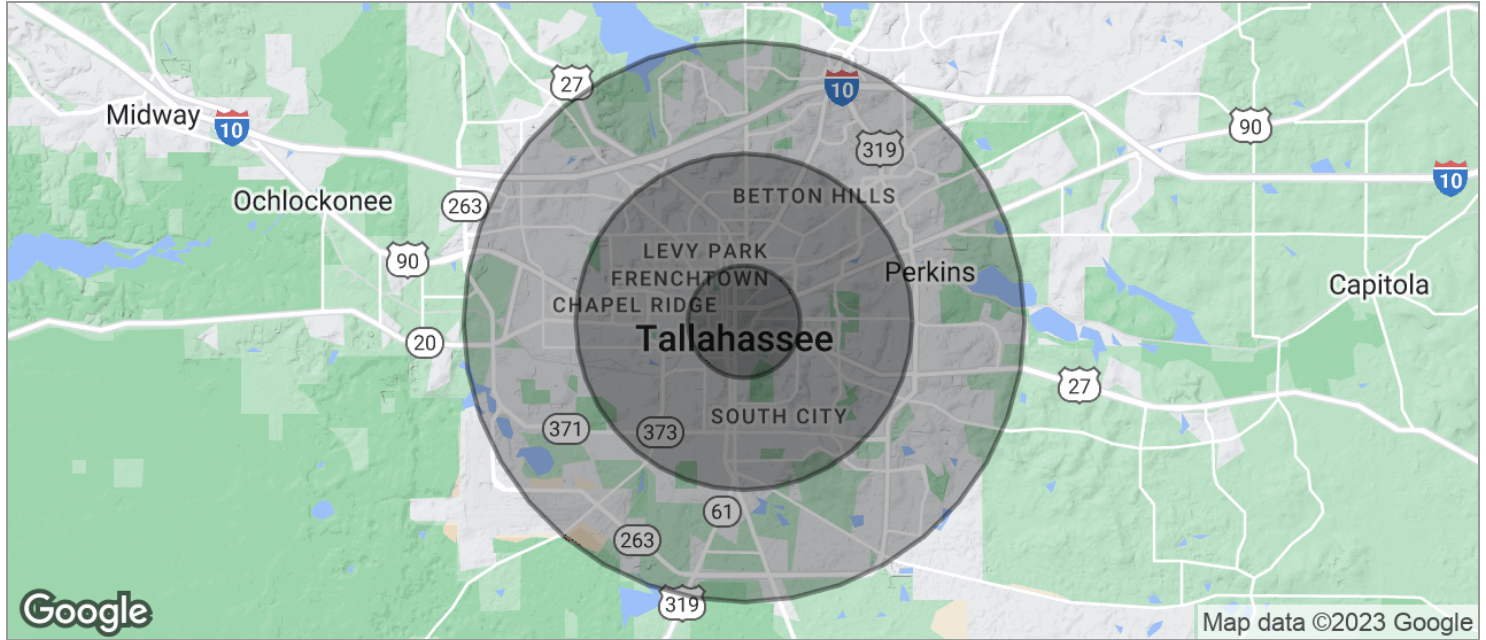 27
10
Midway
10
90
319
10
BETTON HILLS
Ochlockonee
263
LEVY PARK
90
Perkins
FRENCHTOWN
Capitola
CHAPEL RIDGE
Tallahassee
20
27
SOUTH CITY
371
373
61
263
319
Google
Map data ©2023 Google